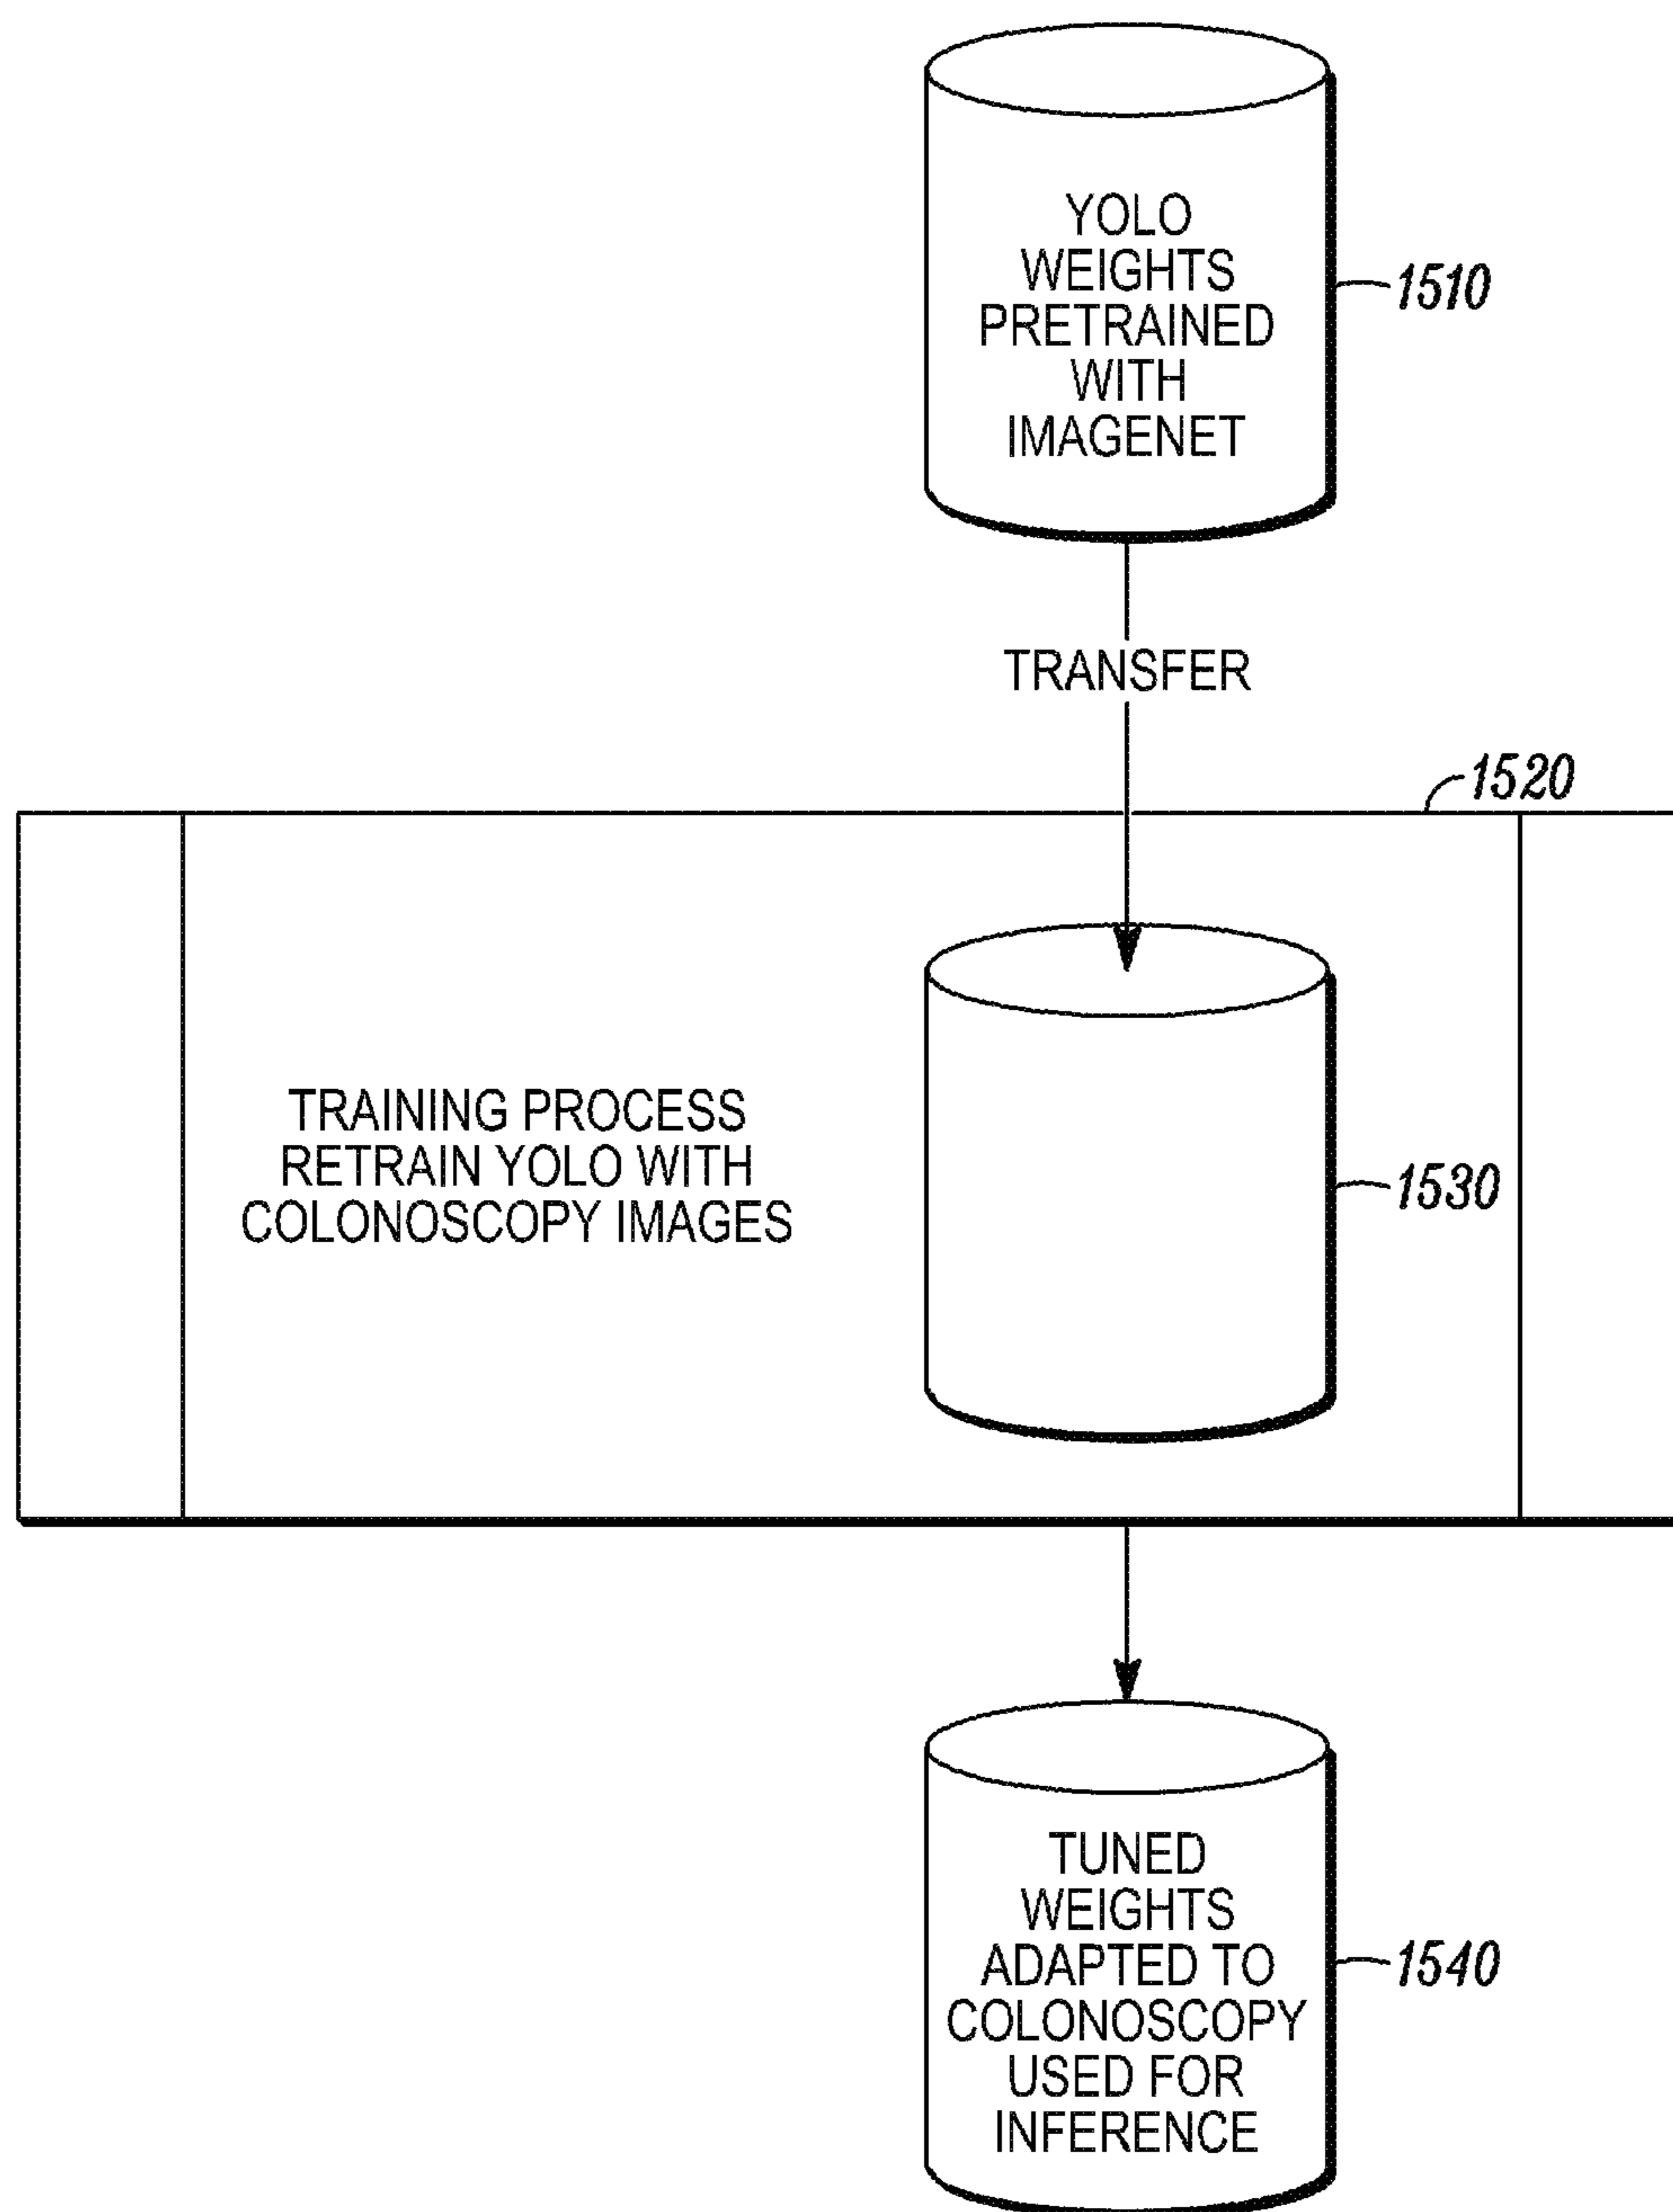 YOLO
WEIGHTS
PRETRAINED
WITH
IMAGENET
1510
TRANSFER
1520
TRAINING PROCESS
RETRAIN YOLO WITH
COLONOSCOPY IMAGES
1530
TUNED
WEIGHTS
ADAPTED TO
COLONOSCOPY
USED FOR
INFERENCE
1540